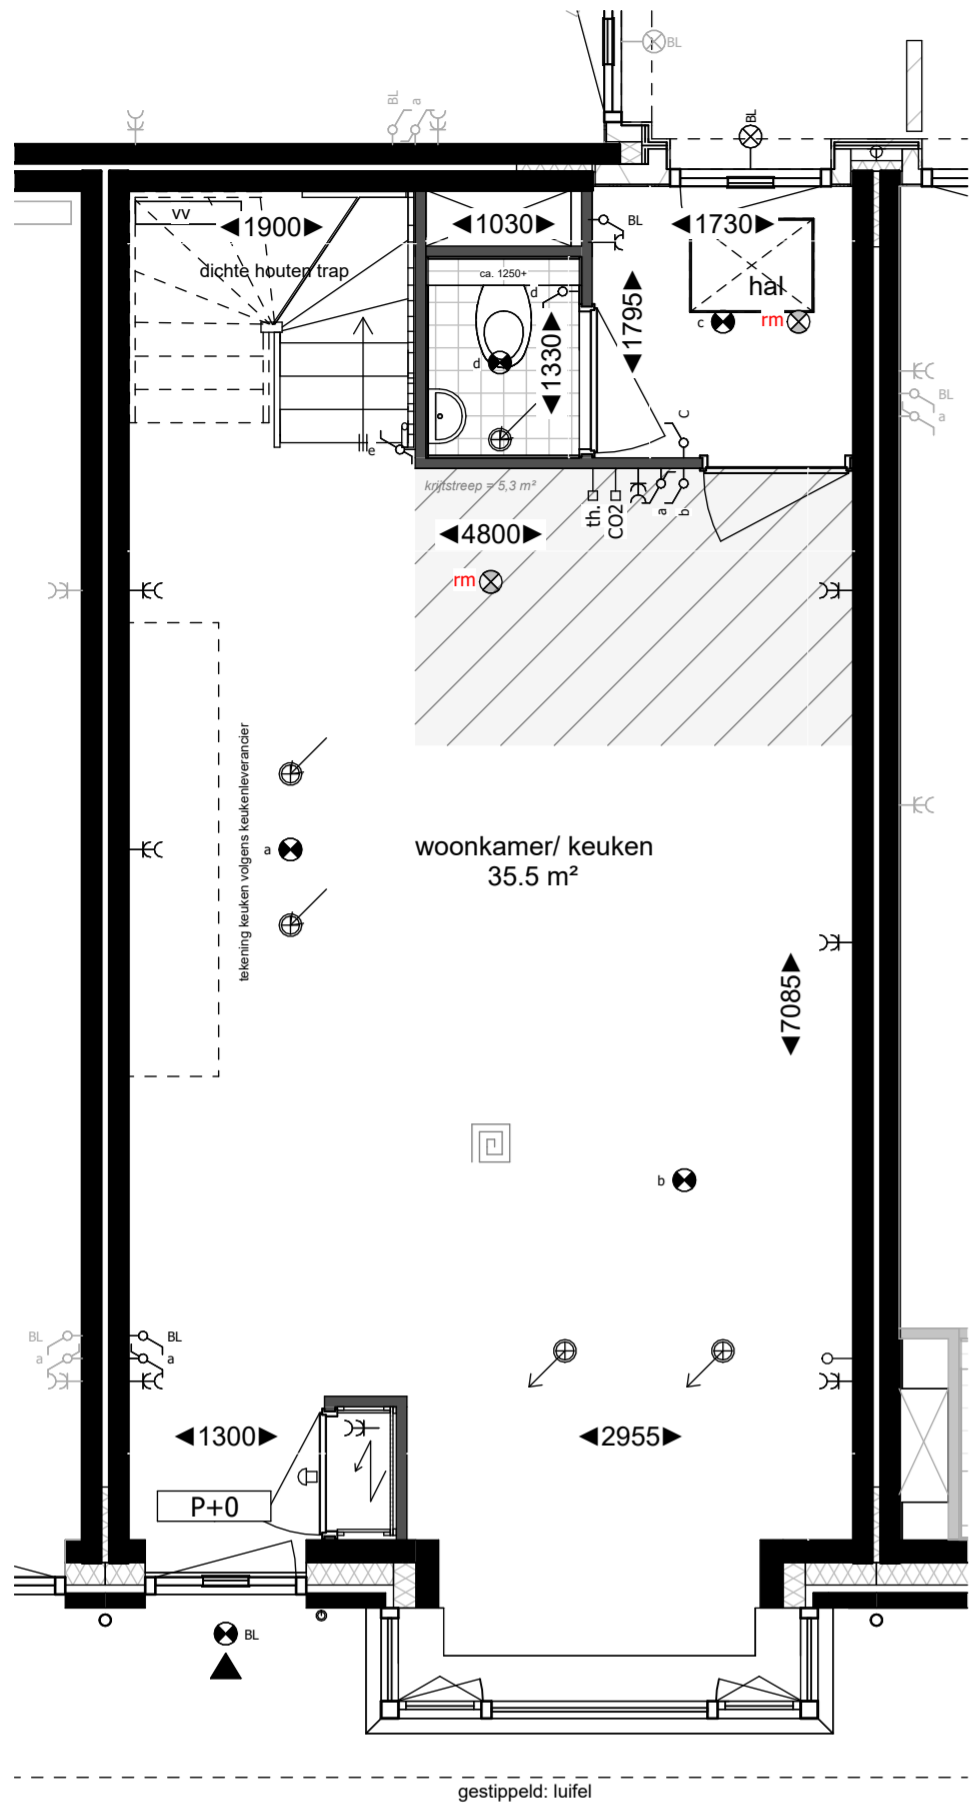 BL
BL
a
BL
vv
1900
1030
BL
1730
dichte houten trap
ca. 1250+
d
1795
hal
c
rm
1330
d
BL
a
c
e
krijtstreep = 5,3 m²
th.
CO2
a
b
4800
rm
tekening keuken volgens keukenleverancier
a
woonkamer/ keuken
35.5 m²
7085
b
BL
a
BL
a
1300
2955
P+0
BL
gestippeld: luifel